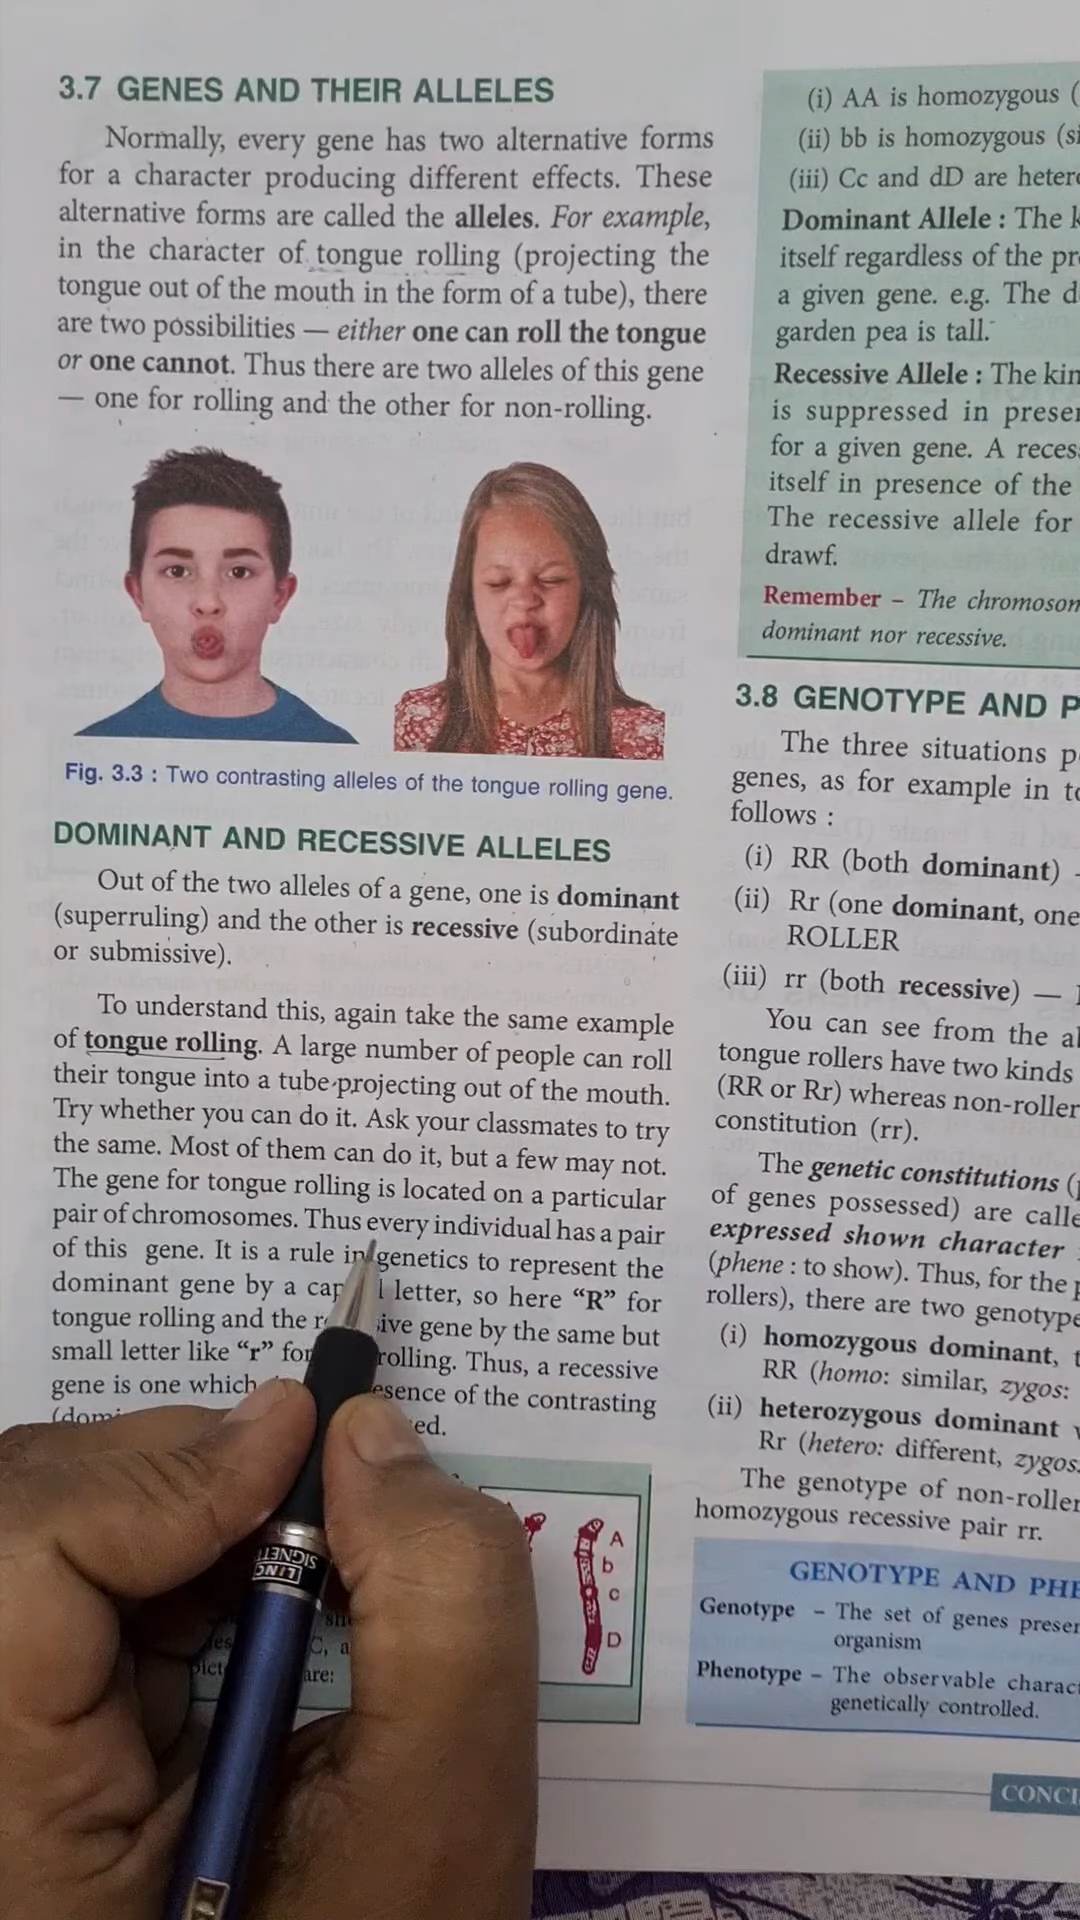 3.7 GENES AND THEIR ALLELES
Normally, every gene has two alternative forms
for a character producing different effects. These
alternative forms are called the alleles. For example,
in the character of tongue rolling (projecting the
tongue out of the mouth in the form of a tube), there
are two possibilities — either one can roll the tongue
or one cannot. Thus there are two alleles of this gene
— one for rolling and the other for non-rolling.
Fig. 3.3 : Two contrasting alleles of the tongue rolling gene.
DOMINANT AND RECESSIVE ALLELES
Out of the two alleles of a gene, one is dominant
(superruling) and the other is recessive (subordinate
or submissive).
To understand this, again take the same example
of tongue rolling. A large number of people can roll
their tongue into a tube projecting out of the mouth.
Try whether you can do it. Ask your classmates to try
the same. Most of them can do it, but a few may not.
The gene for tongue rolling is located on a particular
pair of chromosomes. Thus every individual has a pair
of this gene. It is a rule in genetics to represent the
dominant gene by a cap l letter, so here “R” for
tongue rolling and the r ive gene by the same but
small letter like “r” for rolling. Thus, a recessive
gene is one which esence of the contrasting
(domi ed.
A
b
c
D
C, a
are:
(i) AA is homozygous (
(ii) bb is homozygous (si
(iii) Cc and dD are heter
Dominant Allele : The k
itself regardless of the pr
a given gene. e.g. The d
garden pea is tall.
Recessive Allele : The kin
is suppressed in preser
for a given gene. A reces
itself in presence of the
The recessive allele for
drawf.
Remember – The chromosom
dominant nor recessive.
3.8 GENOTYPE AND P
The three situations p
genes, as for example in to
follows :
(i) RR (both dominant) -
(ii) Rr (one dominant, one
ROLLER
(iii) rr (both recessive) —
You can see from the a
tongue rollers have two kinds
(RR or Rr) whereas non-roller
constitution (rr).
The genetic constitutions (
of genes possessed) are calle
expressed shown character
(phene : to show). Thus, for the p
rollers), there are two genotype
(i) homozygous dominant, t
RR (homo: similar, zygos:
(ii) heterozygous dominant
Rr (hetero: different, zygos:
The genotype of non-roller
homozygous recessive pair rr.
GENOTYPE AND PHE
Genotype – The set of genes presen
organism
Phenotype – The observable charac
genetically controlled.
CONCI
LINC
SIGNETT